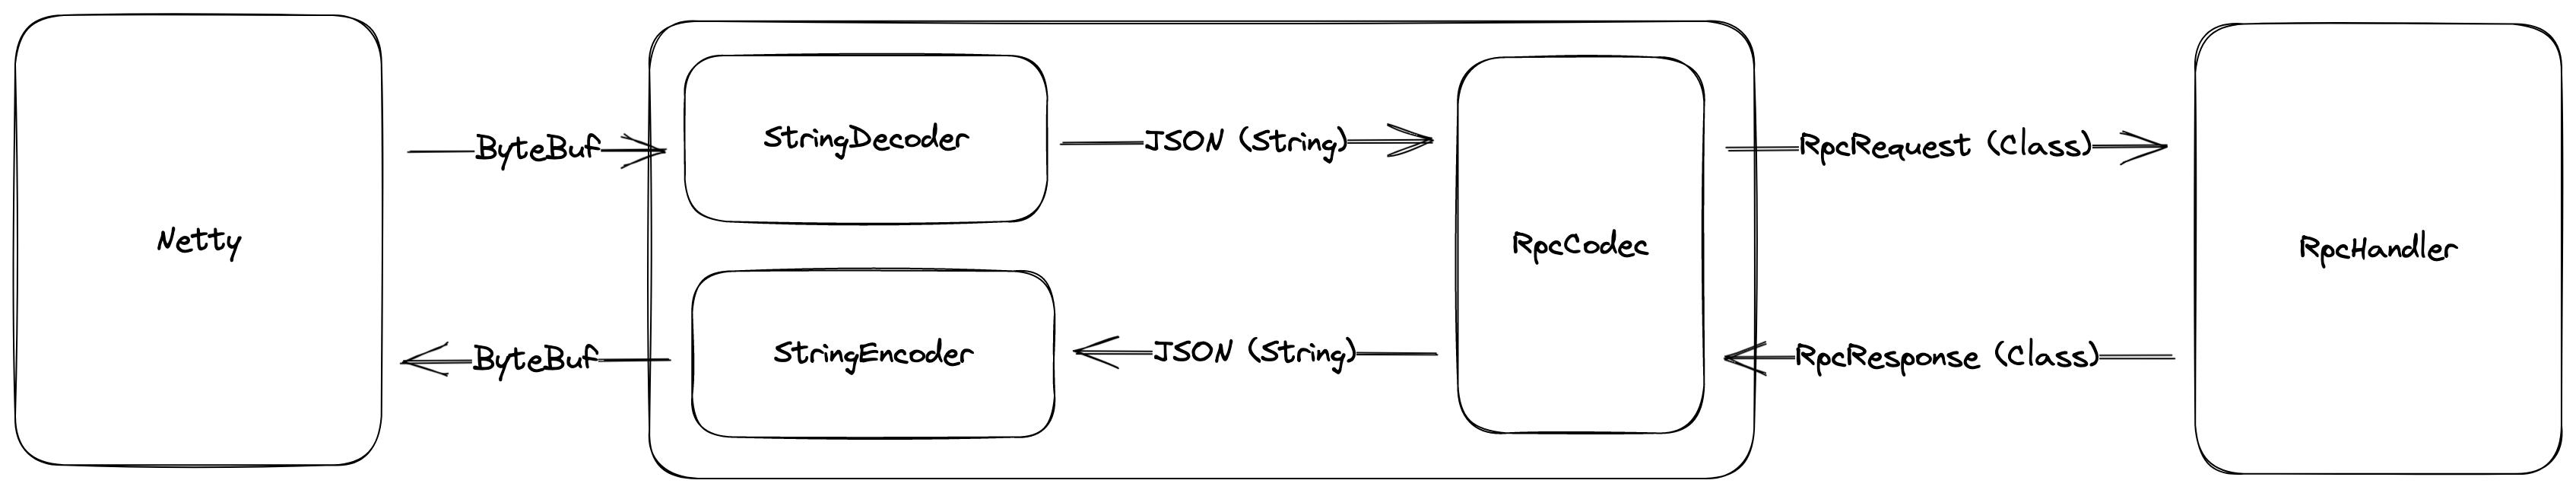 Netty
ByteBuf
StringDecoder
JSON (String)
RpcCodec
RpcRequest (Class)
RpcHandler
ByteBuf
StringEncoder
JSON (String)
RpcResponse (Class)